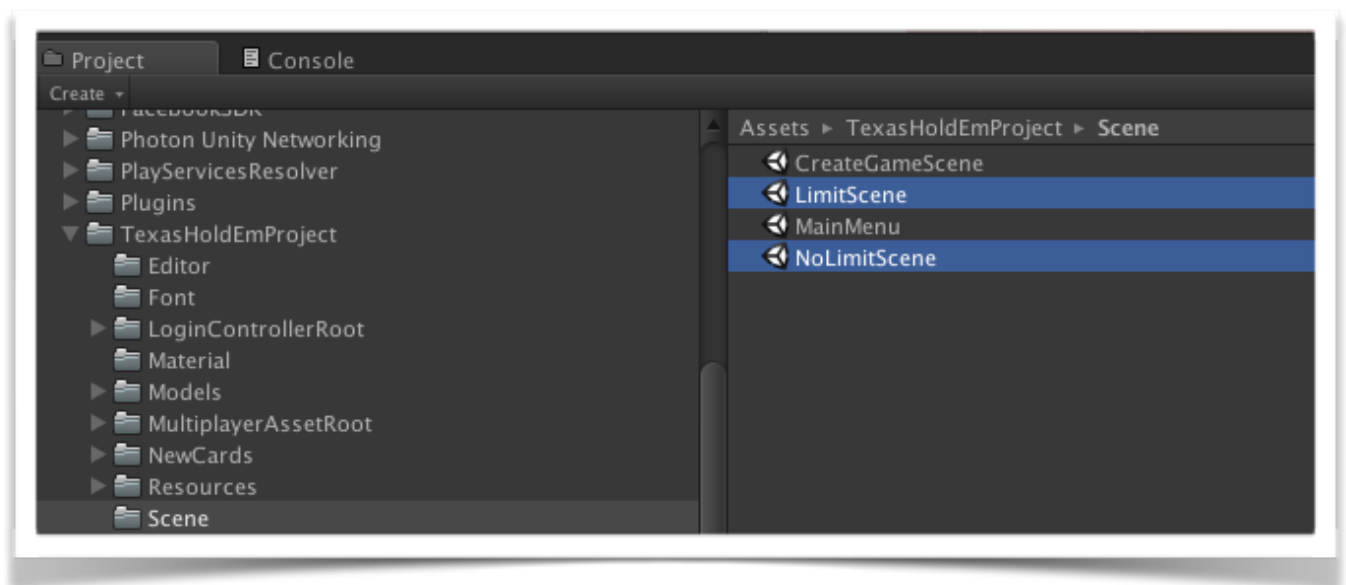 Project
Console
Create
FacebookSDK
Photon Unity Networking
PlayServicesResolver
Plugins
TexasHoldEmProject
Editor
Font
LoginControllerRoot
Material
Models
MultiplayerAssetRoot
NewCards
Resources
Scene
Assets ▸ TexasHoldEmProject ▸ Scene
CreateGameScene
LimitScene
MainMenu
NoLimitScene